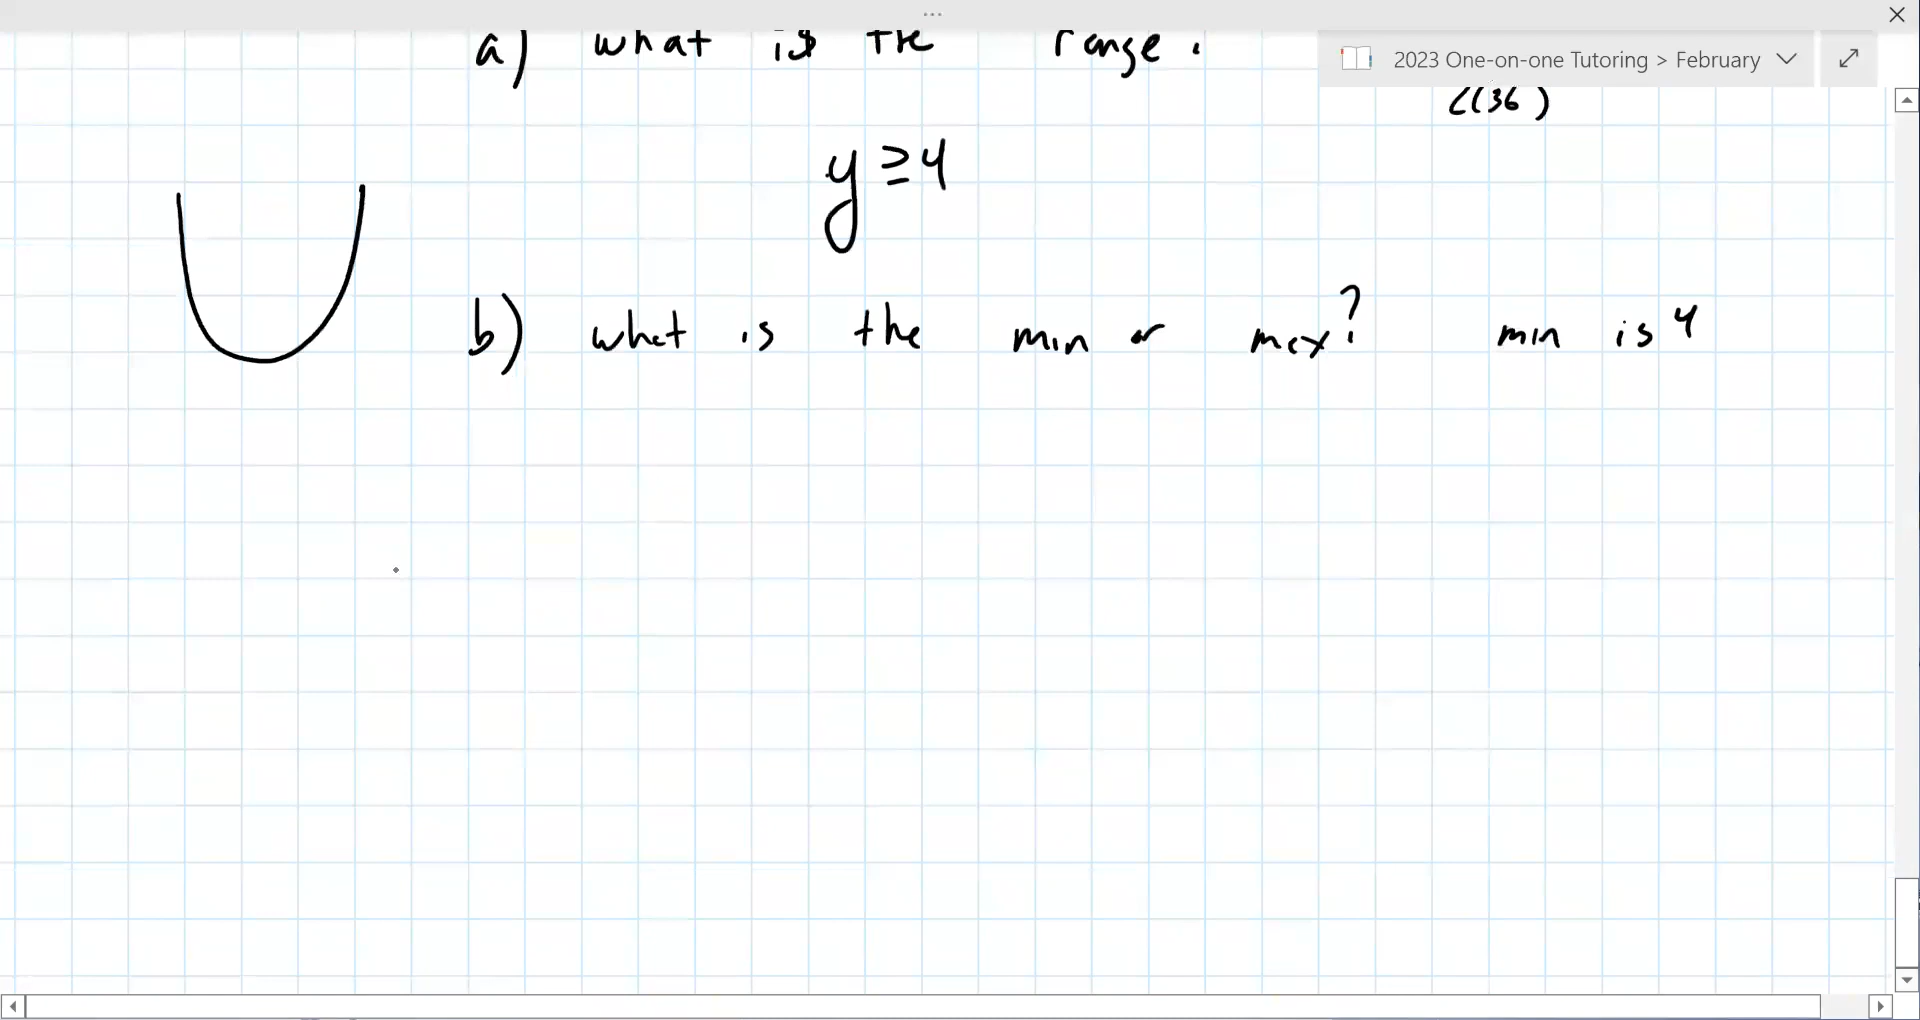 ...
a) what is the range.
2023 One-on-one Tutoring > February
((36)
y ≥ 4
b) what is the min or max? min is 4